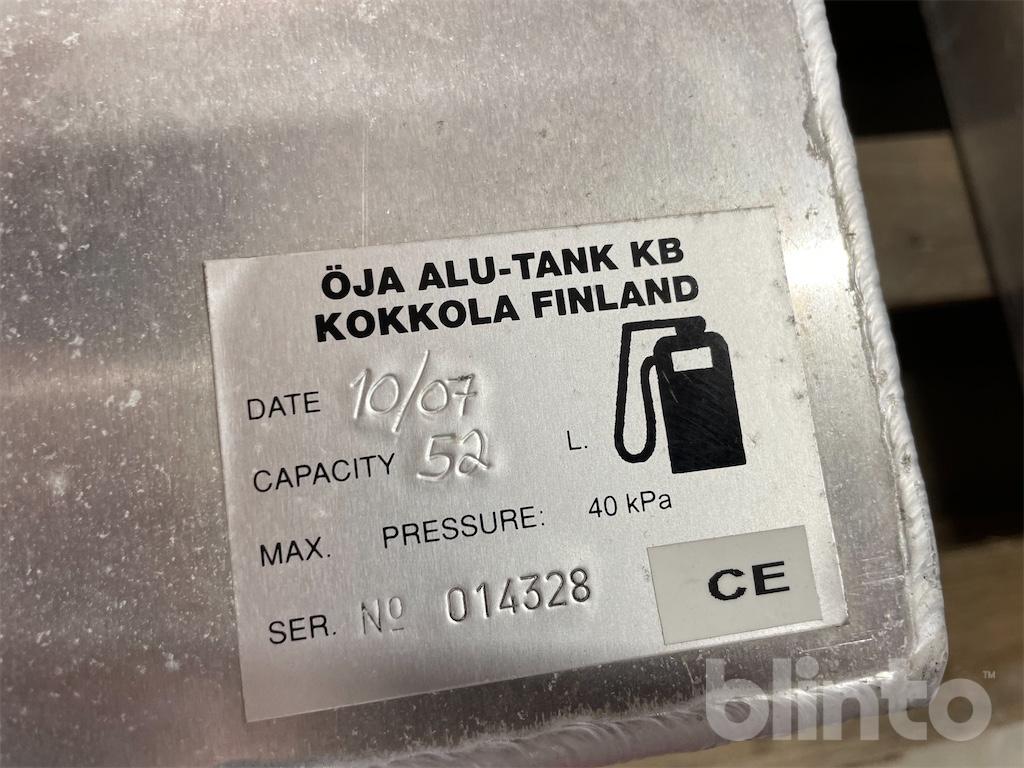 ÖJA ALU-TANK KB
KOKKOLA FINLAND
DATE 10/07
CAPACITY 52 L.
MAX. PRESSURE: 40 kPa
SER. Nº 014328
CE
blinto™